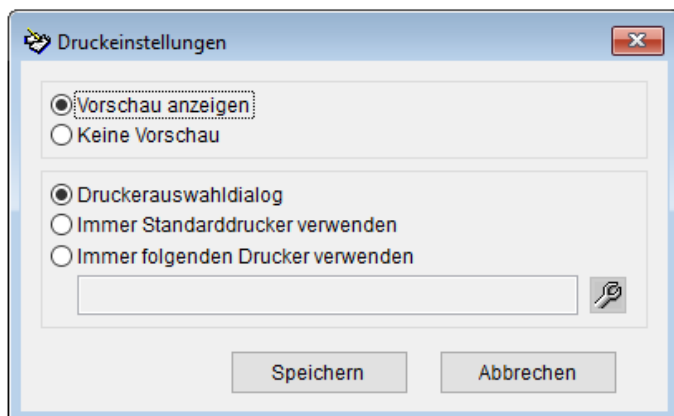 Druckeinstellungen
Vorschau anzeigen
Keine Vorschau
Druckerauswahldialog
Immer Standarddrucker verwenden
Immer folgenden Drucker verwenden
Speichern
Abbrechen